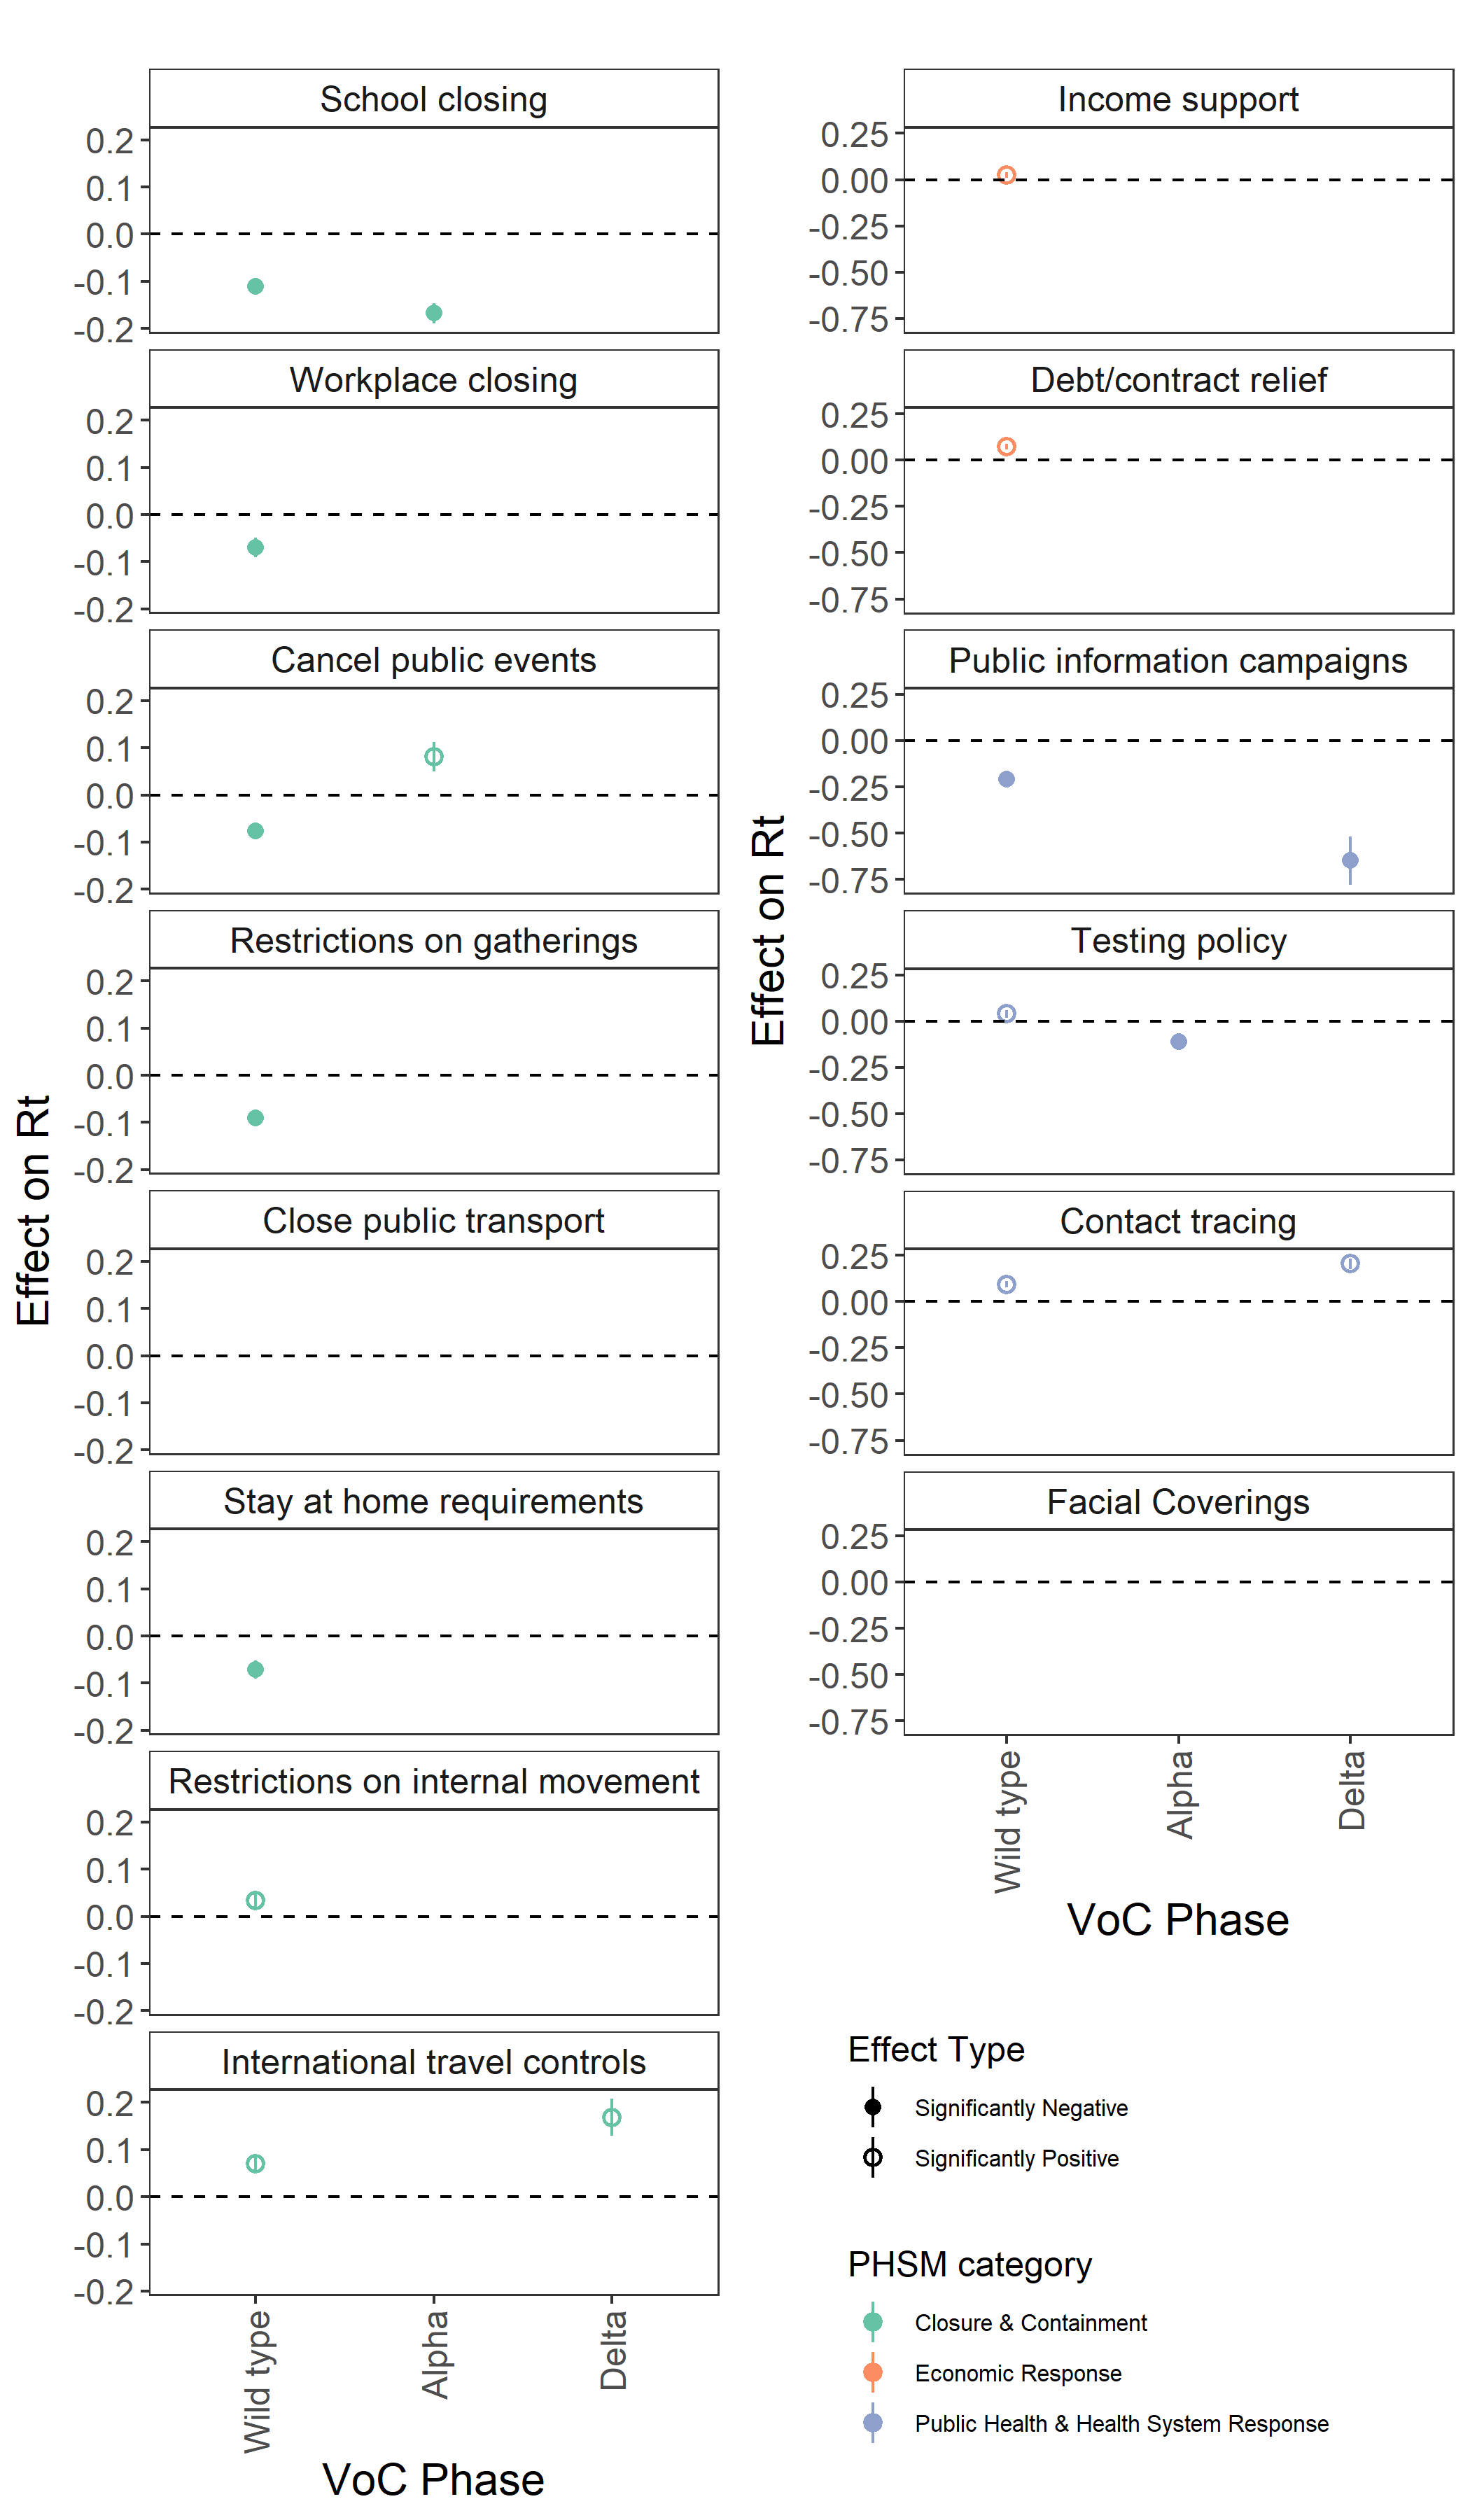 School closing
0.2
0.1
0.0
-0.1
-0.2
Workplace closing
0.2
0.1
0.0
-0.1
-0.2
Cancel public events
0.2
0.1
0.0
-0.1
-0.2
Restrictions on gatherings
0.2
0.1
0.0
-0.1
-0.2
Close public transport
0.2
0.1
0.0
-0.1
-0.2
Stay at home requirements
0.2
0.1
0.0
-0.1
-0.2
Restrictions on internal movement
0.2
0.1
0.0
-0.1
-0.2
International travel controls
0.2
0.1
0.0
-0.1
-0.2
Effect on Rt
Wild type
Alpha
Delta
VoC Phase
Income support
0.25
0.00
-0.25
-0.50
-0.75
Debt/contract relief
0.25
0.00
-0.25
-0.50
-0.75
Public information campaigns
0.25
0.00
-0.25
-0.50
-0.75
Testing policy
0.25
0.00
-0.25
-0.50
-0.75
Contact tracing
0.25
0.00
-0.25
-0.50
-0.75
Facial Coverings
0.25
0.00
-0.25
-0.50
-0.75
Effect on Rt
Wild type
Alpha
Delta
VoC Phase
Effect Type
Significantly Negative
Significantly Positive
PHSM category
Closure & Containment
Economic Response
Public Health & Health System Response